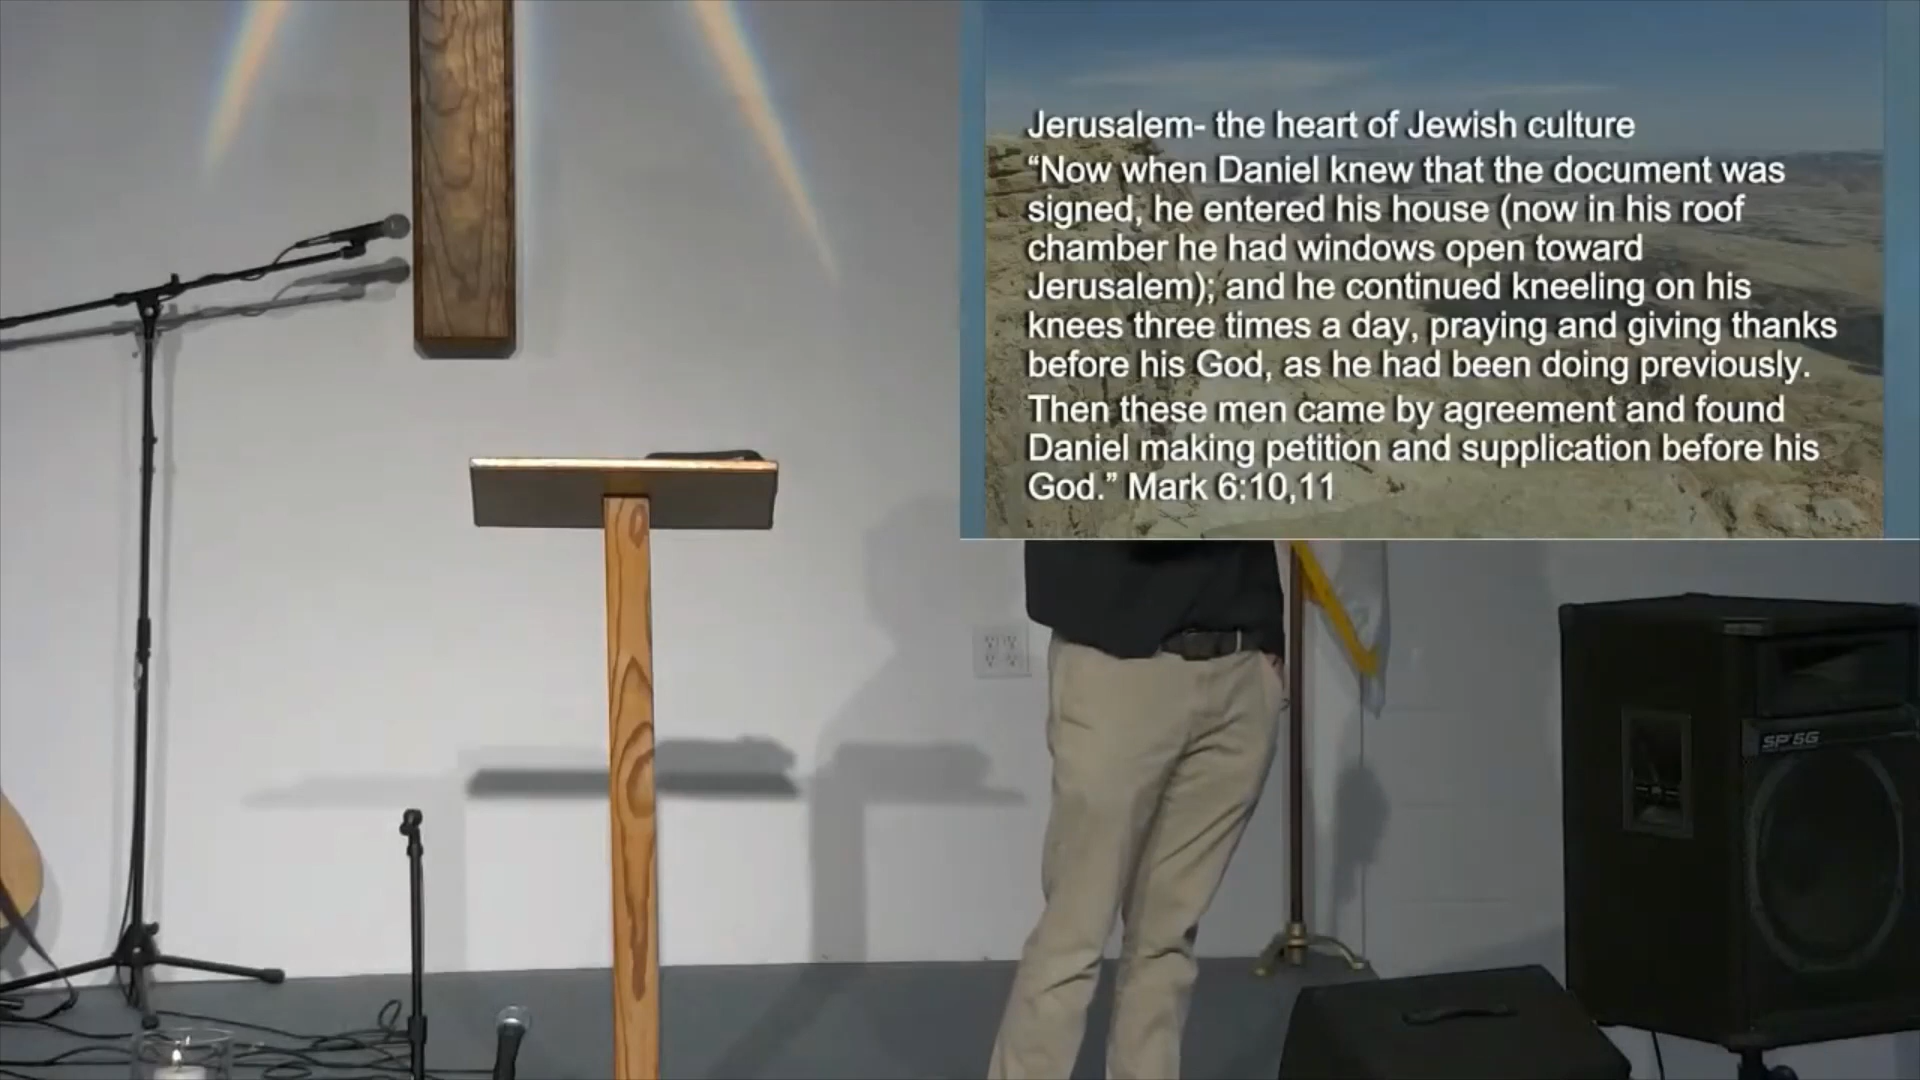 Jerusalem- the heart of Jewish culture
“Now when Daniel knew that the document was
signed, he entered his house (now in his roof
chamber he had windows open toward
Jerusalem); and he continued kneeling on his
knees three times a day, praying and giving thanks
before his God, as he had been doing previously.
Then these men came by agreement and found
Daniel making petition and supplication before his
God.” Mark 6:10,11
SP 5G